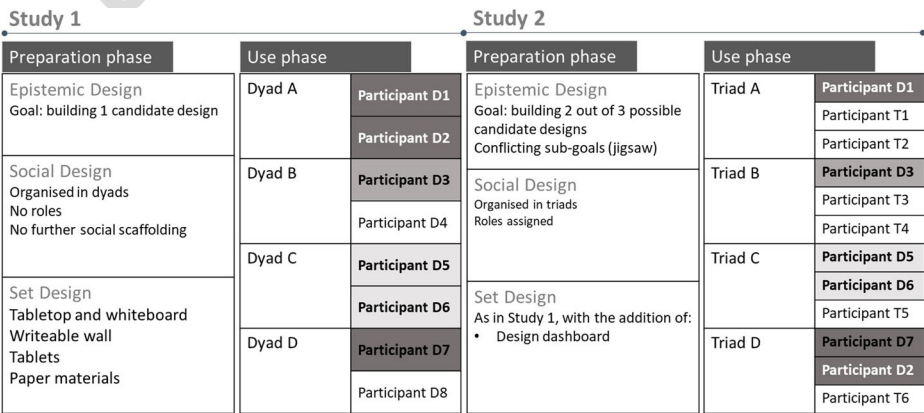 Study 1
Preparation phase
Epistemic Design
Goal: building 1 candidate design
Social Design
Organised in dyads
No roles
No further social scaffolding
Set Design
Tabletop and whiteboard
Writeable wall
Tablets
Paper materials
Use phase
Dyad A
Participant D1
Participant D2
Dyad B
Participant D3
Participant D4
Dyad C
Participant D5
Participant D6
Dyad D
Participant D7
Participant D8
Study 2
Preparation phase
Epistemic Design
Goal: building 2 out of 3 possible
candidate designs
Conflicting sub-goals (jigsaw)
Social Design
Organised in triads
Roles assigned
Set Design
As in Study 1, with the addition of:
• Design dashboard
Use phase
Triad A
Participant D1
Participant T1
Participant T2
Triad B
Participant D3
Participant T3
Participant T4
Triad C
Participant D5
Participant D6
Participant T5
Triad D
Participant D7
Participant D2
Participant T6